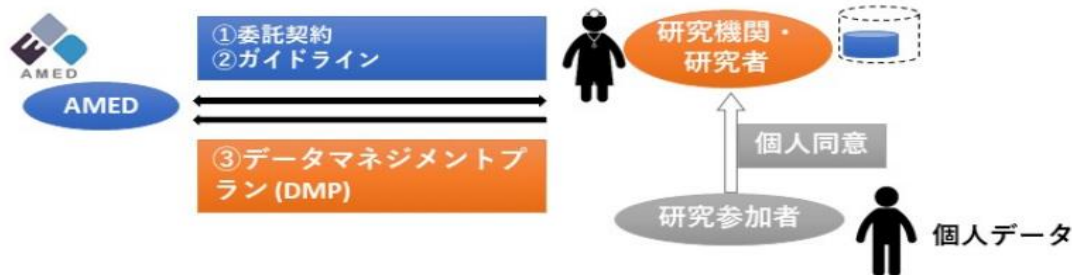 AMED
AMED
①委託契約
②ガイドライン
③データマネジメントプ
ラン (DMP)
研究機関・
研究者
個人同意
研究参加者
個人データ